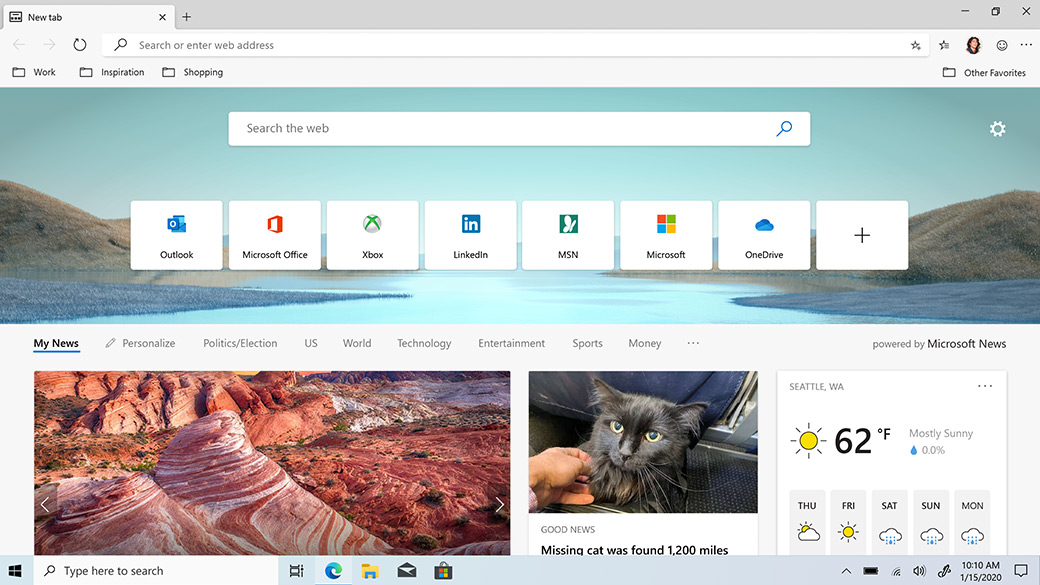 New tab
Search or enter web address
Work Inspiration Shopping Other Favorites
Search the web
Outlook Microsoft Office Xbox LinkedIn MSN Microsoft OneDrive
My News Personalize Politics/Election US World Technology Entertainment Sports Money powered by Microsoft News
SEATTLE, WA
62 °F Mostly Sunny
0.0%
THU FRI SAT SUN MON
GOOD NEWS
Missing cat was found 1,200 miles
Type here to search
10:10 AM
1/15/2020